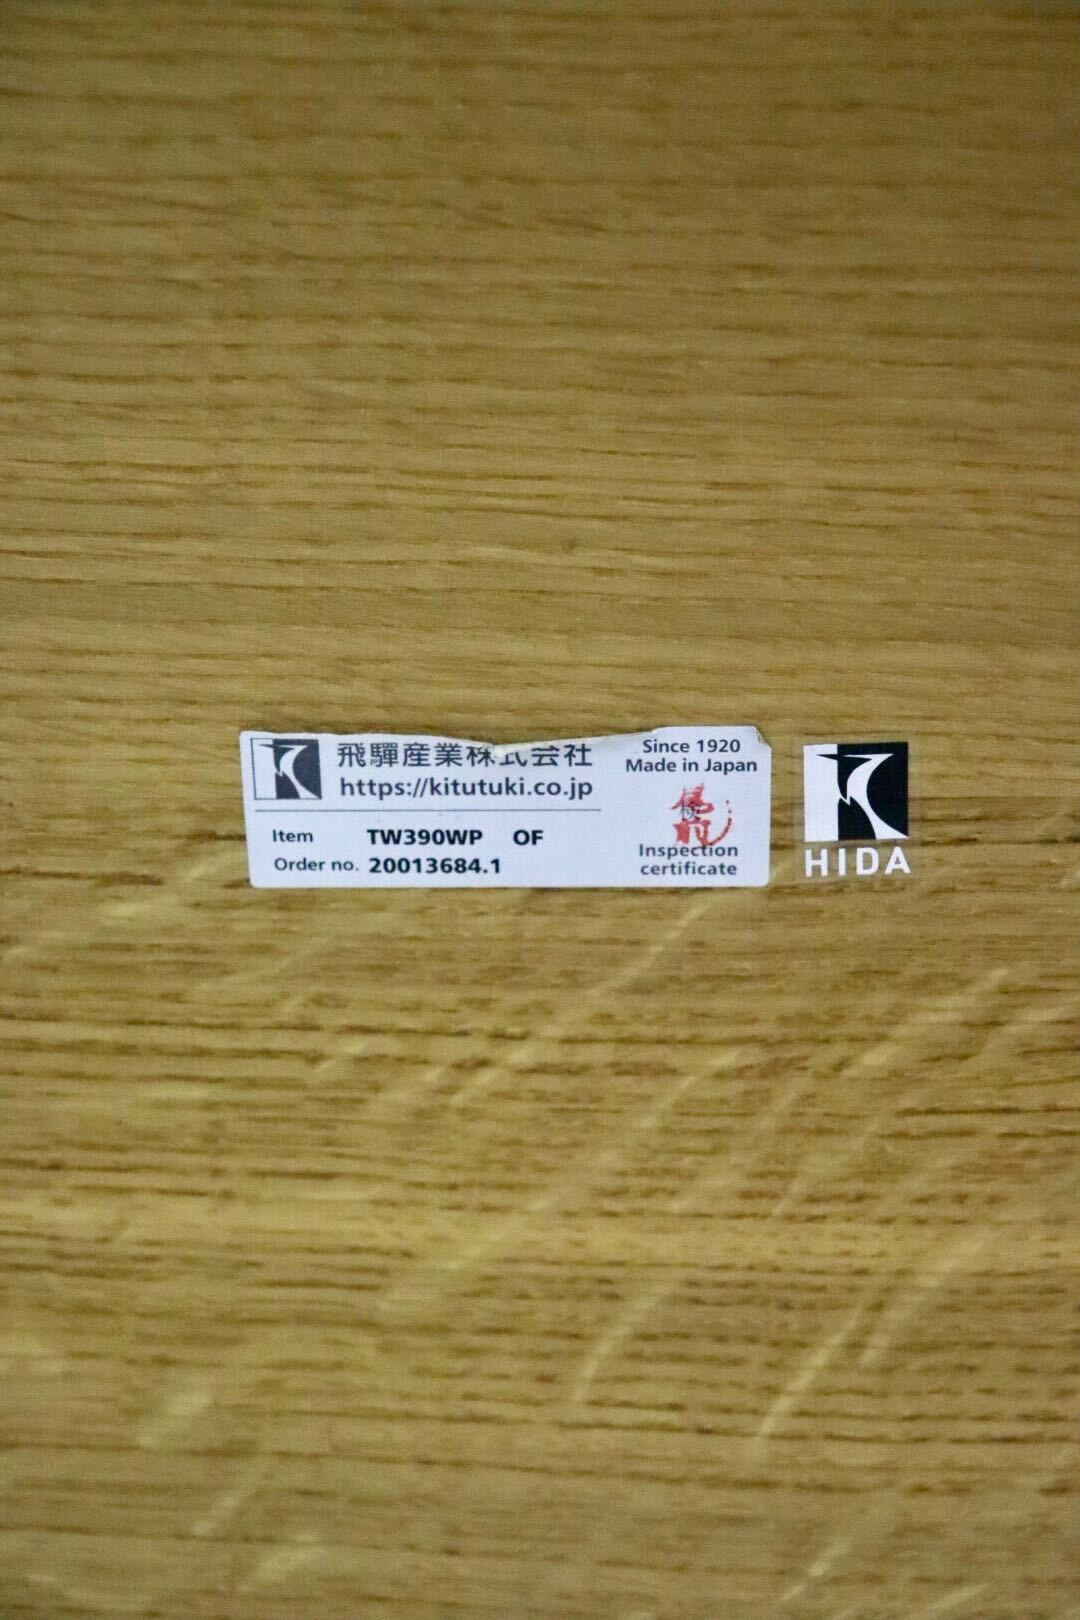 飛騨産業株式会社
https://kitutuki.co.jp
Item TW390WP OF
Order no. 20013684.1
Since 1920
Made in Japan
検
Inspection
certificate
HIDA